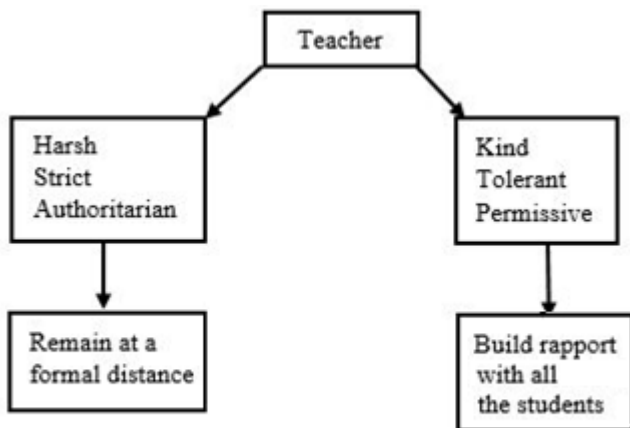 Teacher
Harsh
Strict
Authoritarian
Kind
Tolerant
Permissive
Remain at a
formal distance
Build rapport
with all
the students